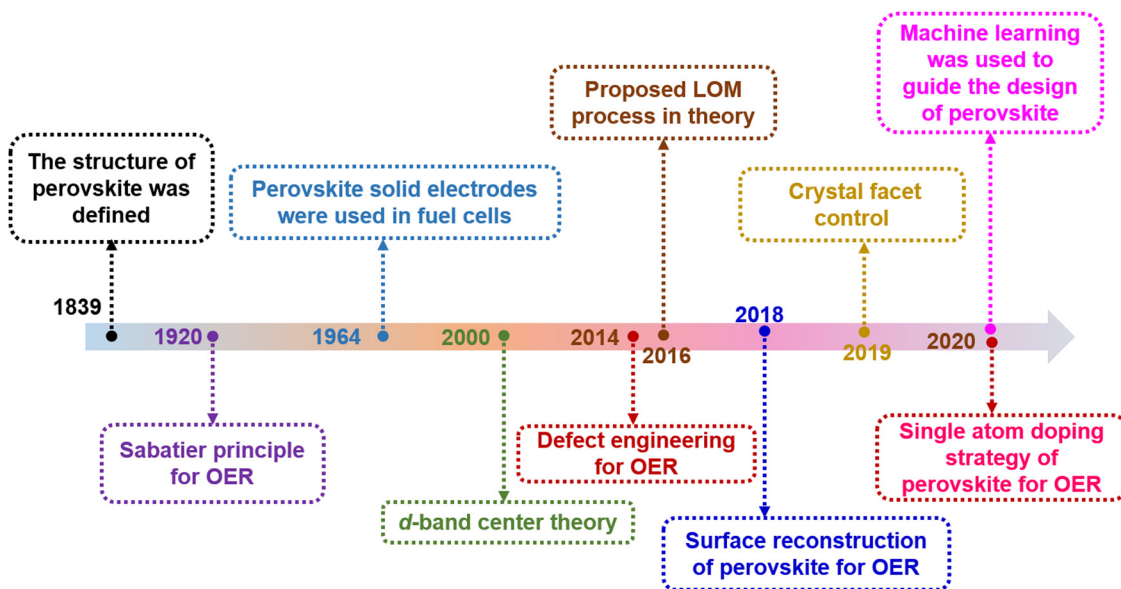 The structure of
perovskite was
defined
1839
1920
Sabatier principle
for OER
Perovskite solid electrodes
were used in fuel cells
1964
2000
d-band center theory
2014
Defect engineering
for OER
Proposed LOM
process in theory
2016
2018
Surface reconstruction
of perovskite for OER
Crystal facet
control
2019
Machine learning
was used to
guide the design
of perovskite
2020
Single atom doping
strategy of
perovskite for OER